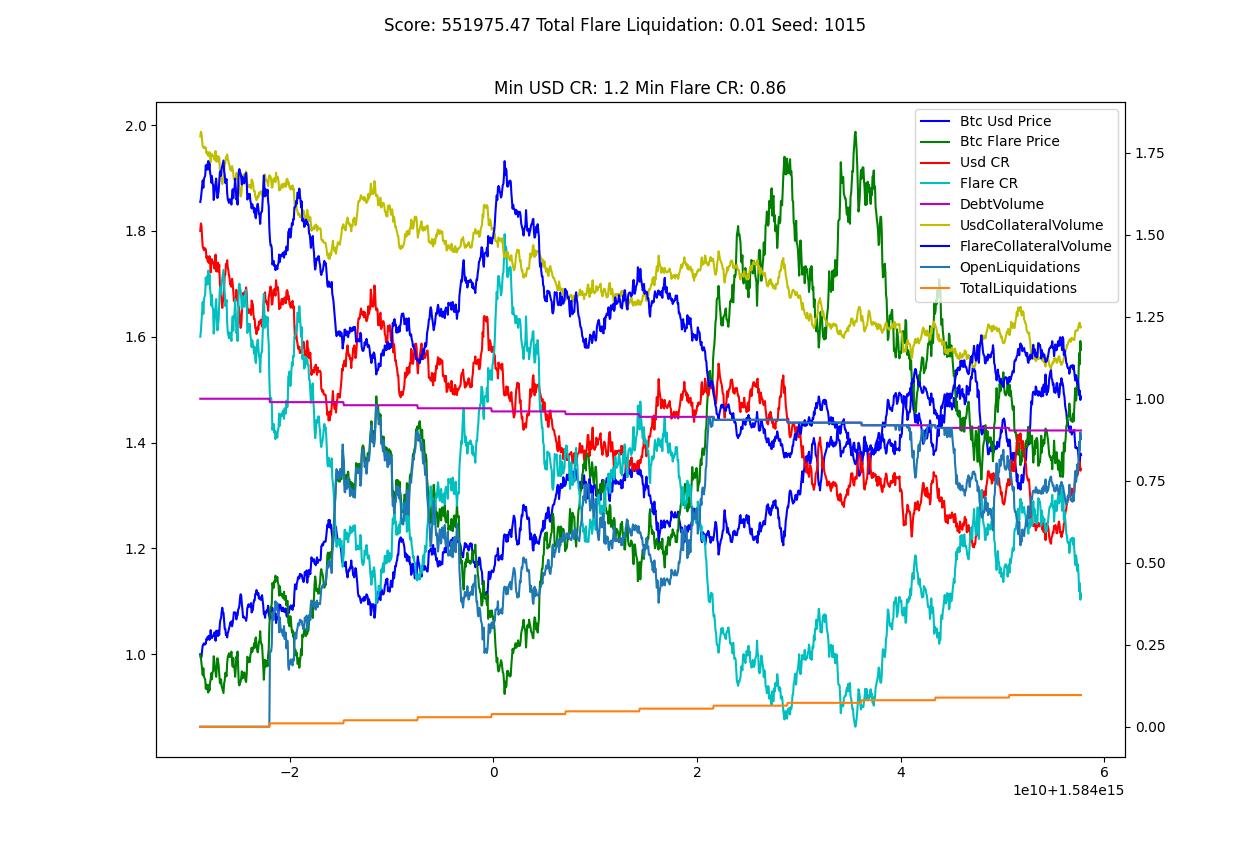 Score: 551975.47 Total Flare Liquidation: 0.01 Seed: 1015
Min USD CR: 1.2 Min Flare CR: 0.86
Btc Usd Price
Btc Flare Price
Usd CR
Flare CR
DebtVolume
UsdCollateralVolume
FlareCollateralVolume
OpenLiquidations
TotalLiquidations
2.0
1.8
1.6
1.4
1.2
1.0
1.75
1.50
1.25
1.00
0.75
0.50
0.25
0.00
−2 0 2 4 6
1e10+1.584e15